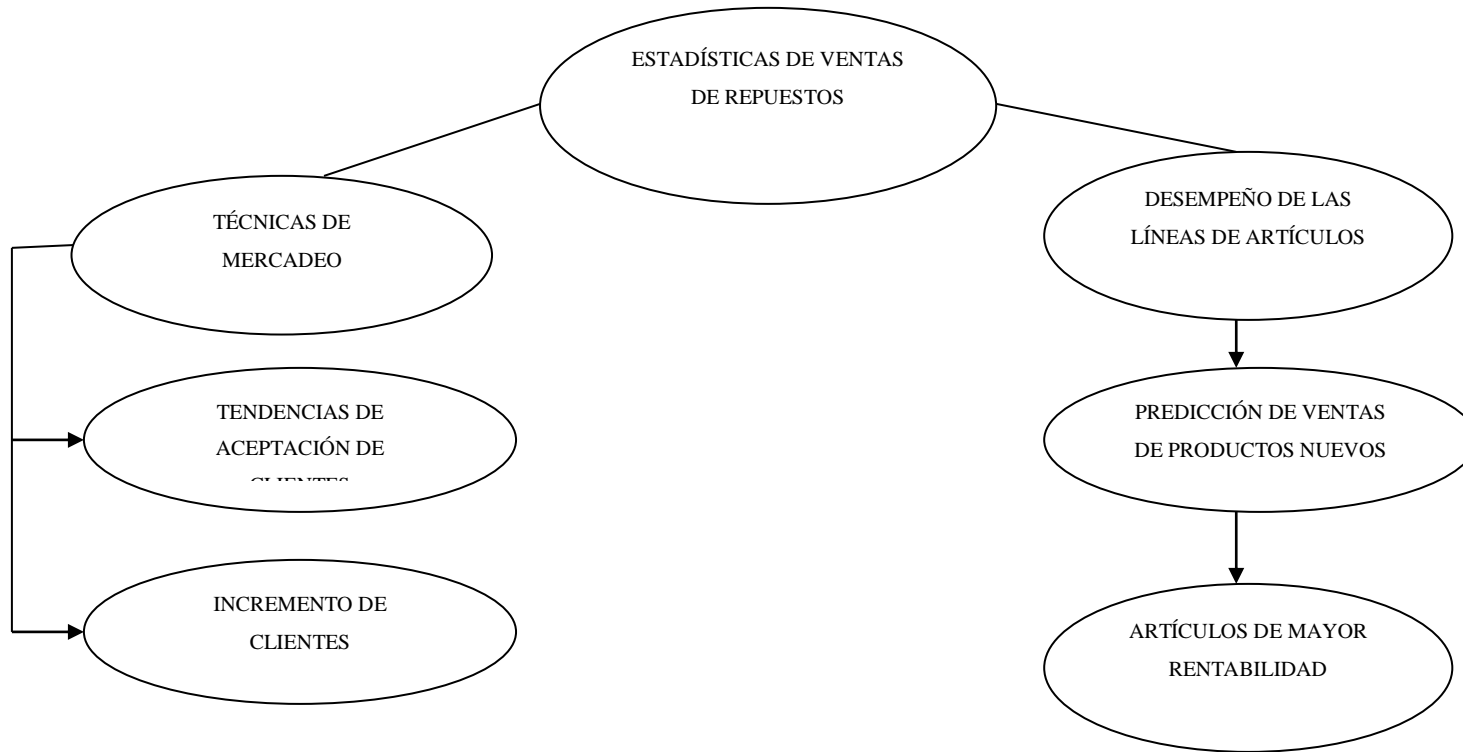 ESTADÍSTICAS DE VENTAS
DE REPUESTOS
TÉCNICAS DE
MERCADEO
DESEMPEÑO DE LAS
LÍNEAS DE ARTÍCULOS
TENDENCIAS DE
ACEPTACIÓN DE
CLIENTES
PREDICCIÓN DE VENTAS
DE PRODUCTOS NUEVOS
INCREMENTO DE
CLIENTES
ARTÍCULOS DE MAYOR
RENTABILIDAD